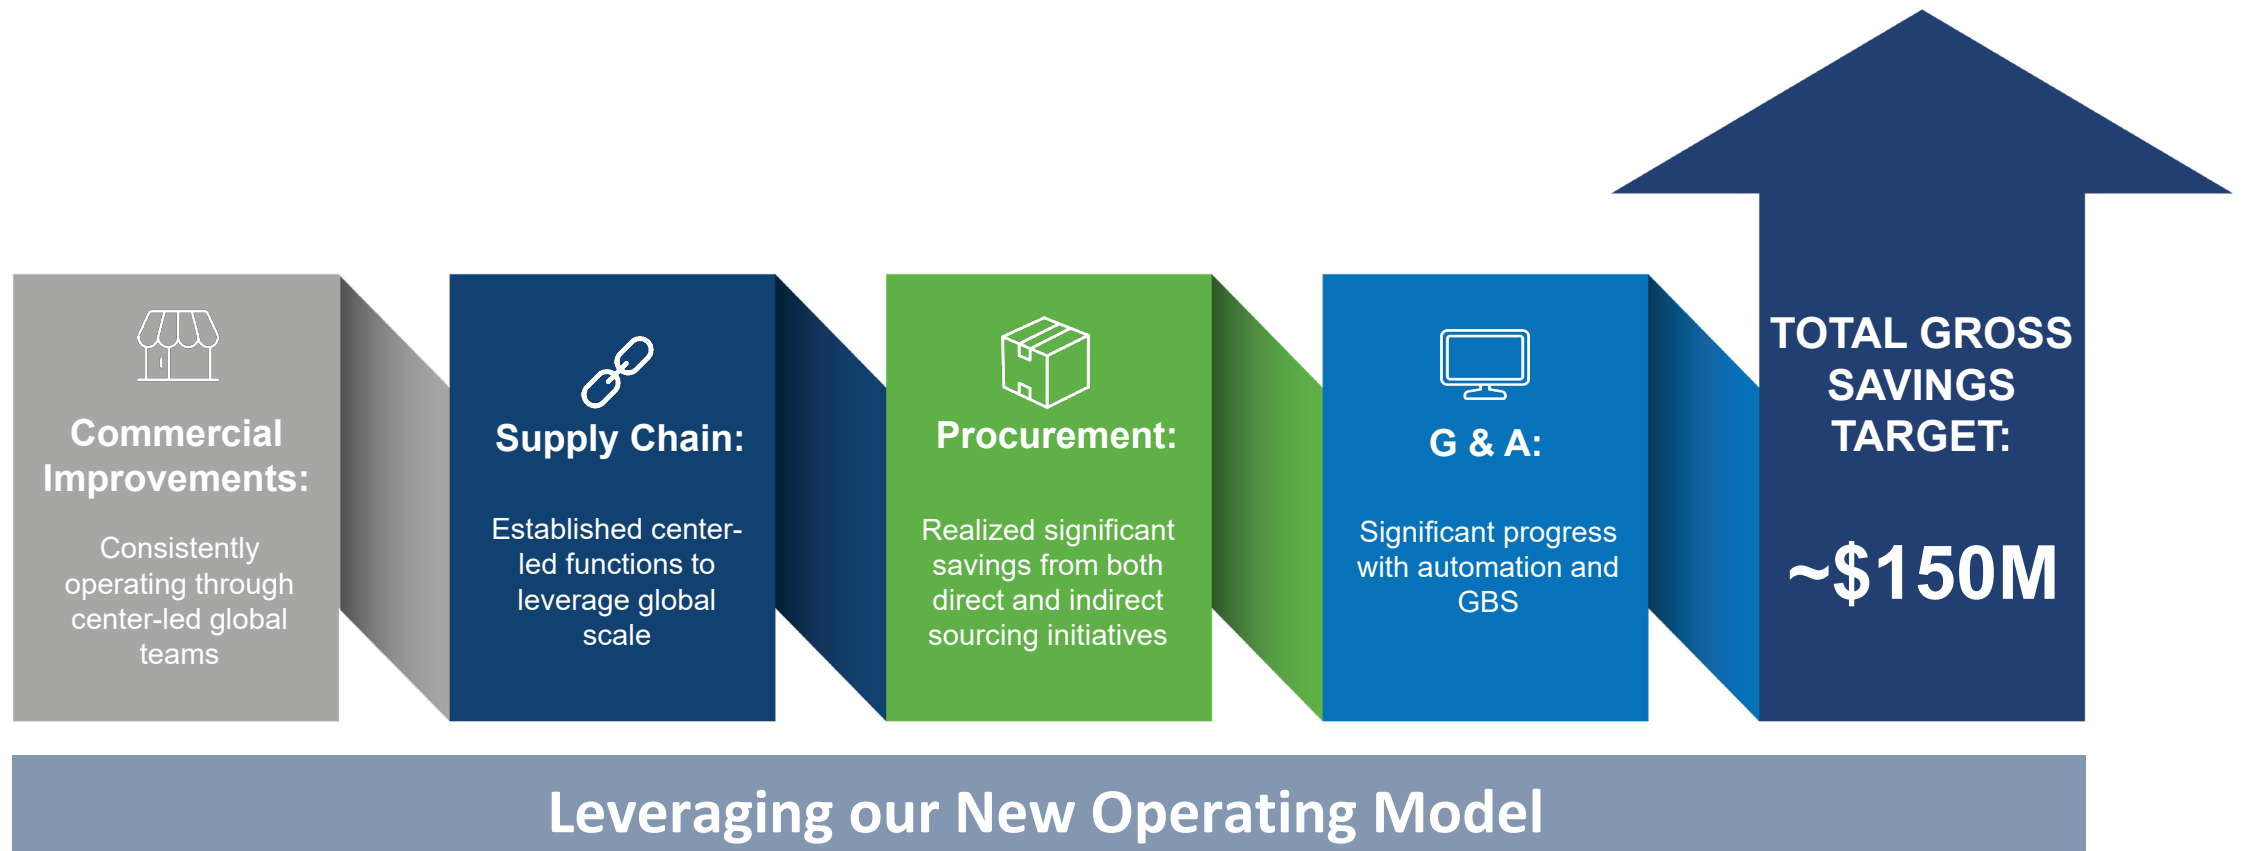 Commercial
Improvements:
Consistently
operating through
center-led global
teams
Supply Chain:
Established center-
led functions to
leverage global
scale
Procurement:
Realized significant
savings from both
direct and indirect
sourcing initiatives
G & A:
Significant progress
with automation and
GBS
TOTAL GROSS
SAVINGS
TARGET:
~$150M
Leveraging our New Operating Model